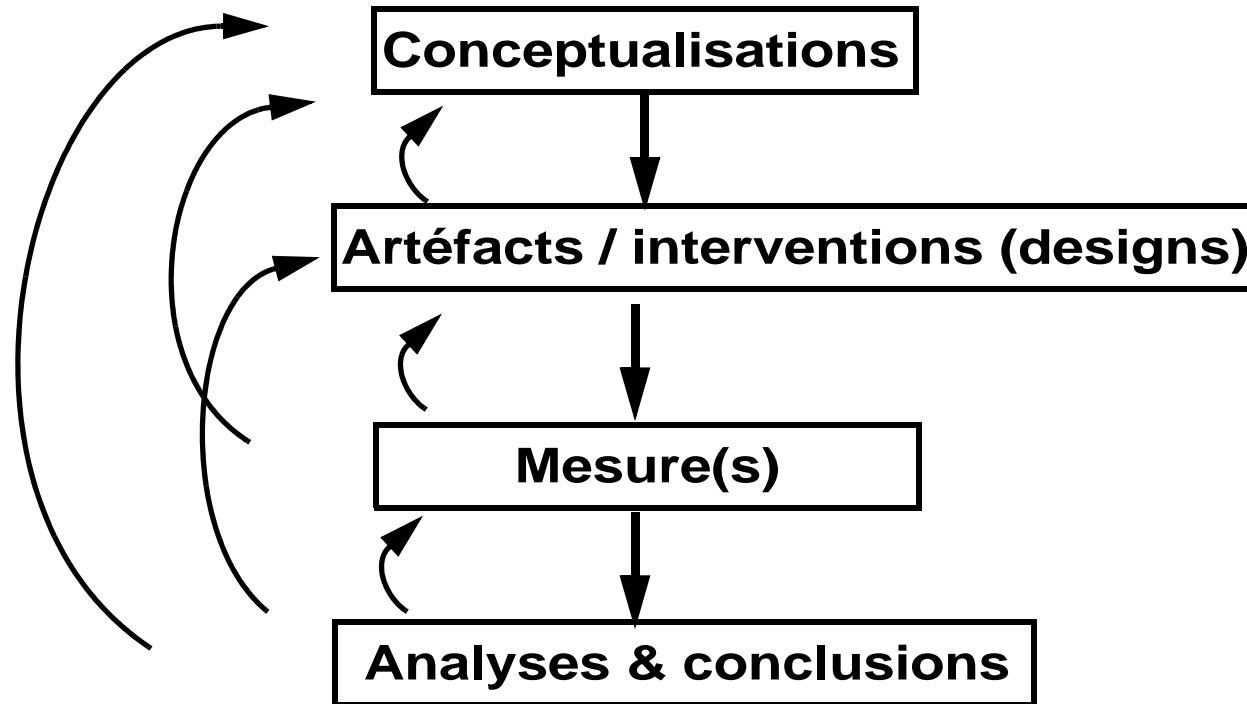 Conceptualisations
Artéfacts / interventions (designs)
Mesure(s)
Analyses & conclusions